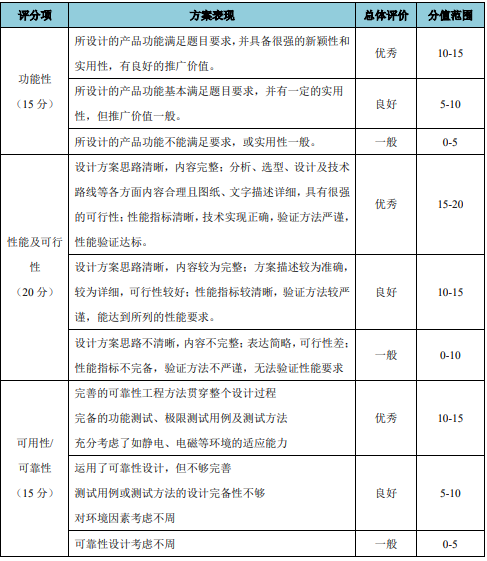 评分项 方案表现 总体评价 分值范围
功能性
（15 分）
所设计的产品功能满足题目要求，并具备很强的新颖性和
实用性，有良好的推广价值。
优秀 10-15
所设计的产品功能基本满足题目要求，并有一定的实用
性，但推广价值一般。
良好 5-10
所设计的产品功能不能满足要求，或实用性一般。 一般 0-5
性能及可行
性
（20 分）
设计方案思路清晰，内容完整；分析、选型、设计及技术
路线等各方面内容合理且图纸、文字描述详细，具有很强
的可行性；性能指标清晰，技术实现正确，验证方法严谨，
性能验证达标。
优秀 15-20
设计方案思路清晰，内容较为完整；方案描述较为准确，
较为详细，可行性较好；性能指标较清晰，验证方法较严
谨，能达到所列的性能要求。
良好 10-15
设计方案思路不清晰，内容不完整；表达简略，可行性差；
性能指标不完备，验证方法不严谨，无法验证性能要求
一般 0-10
可用性/
可靠性
（15 分）
完善的可靠性工程方法贯穿整个设计过程
完备的功能测试、极限测试用例及测试方法
充分考虑了如静电、电磁等环境的适应能力
优秀 10-15
运用了可靠性设计，但不够完善
测试用例或测试方法的设计完备性不够
对环境因素考虑不周
良好 5-10
可靠性设计考虑不周 一般 0-5